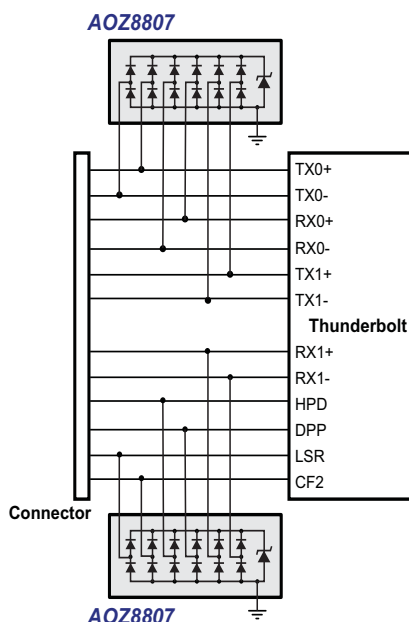 AOZ8807
TX0+
TX0-
RX0+
RX0-
TX1+
TX1-
Thunderbolt
RX1+
RX1-
HPD
DPP
LSR
CF2
Connector
AOZ8807